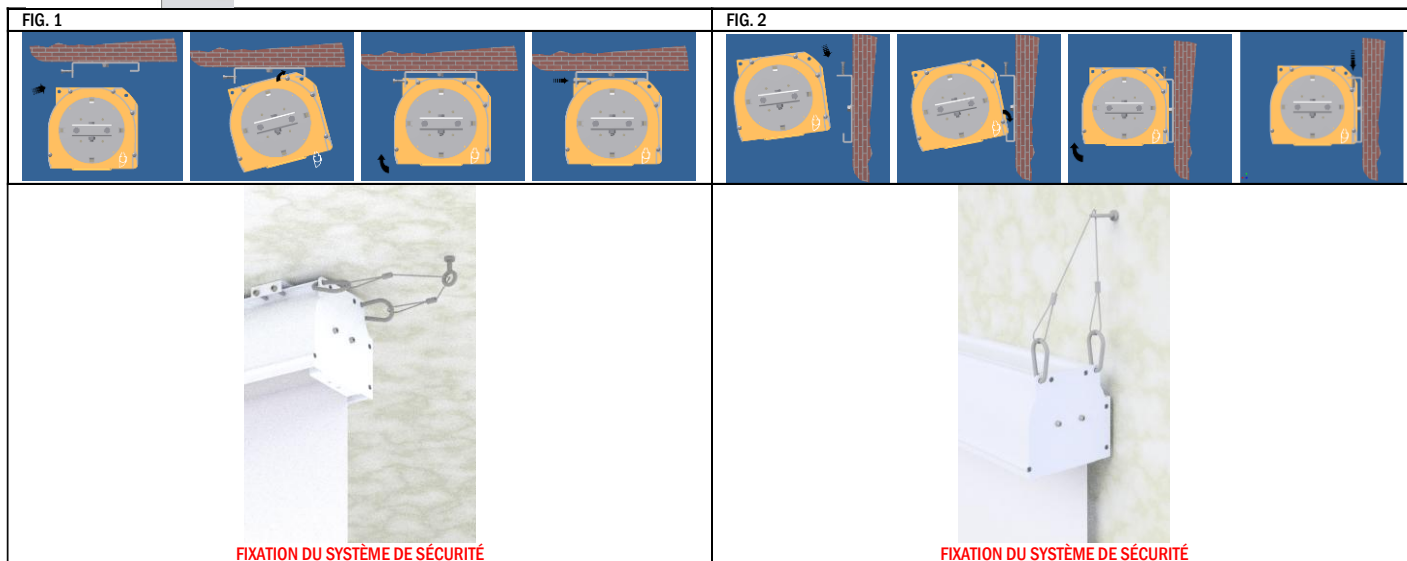 FIG. 1
FIG. 2
FIXATION DU SYSTÈME DE SÉCURITÉ
FIXATION DU SYSTÈME DE SÉCURITÉ